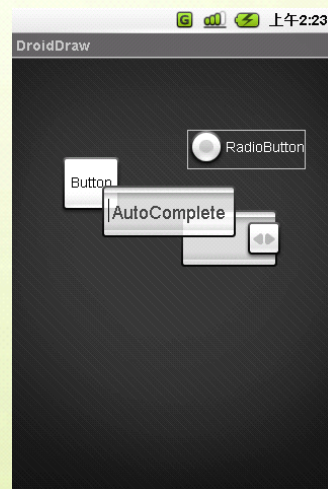 G 上午2:23
DroidDraw
RadioButton
Button
AutoComplete